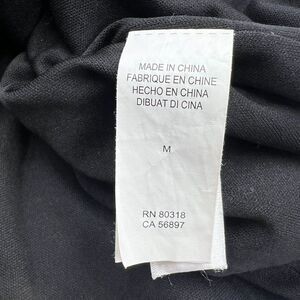 MADE IN CHINA
FABRIQUE EN CHINE
HECHO EN CHINA
DIBUAT DI CINA
M
RN 80318
CA 56897